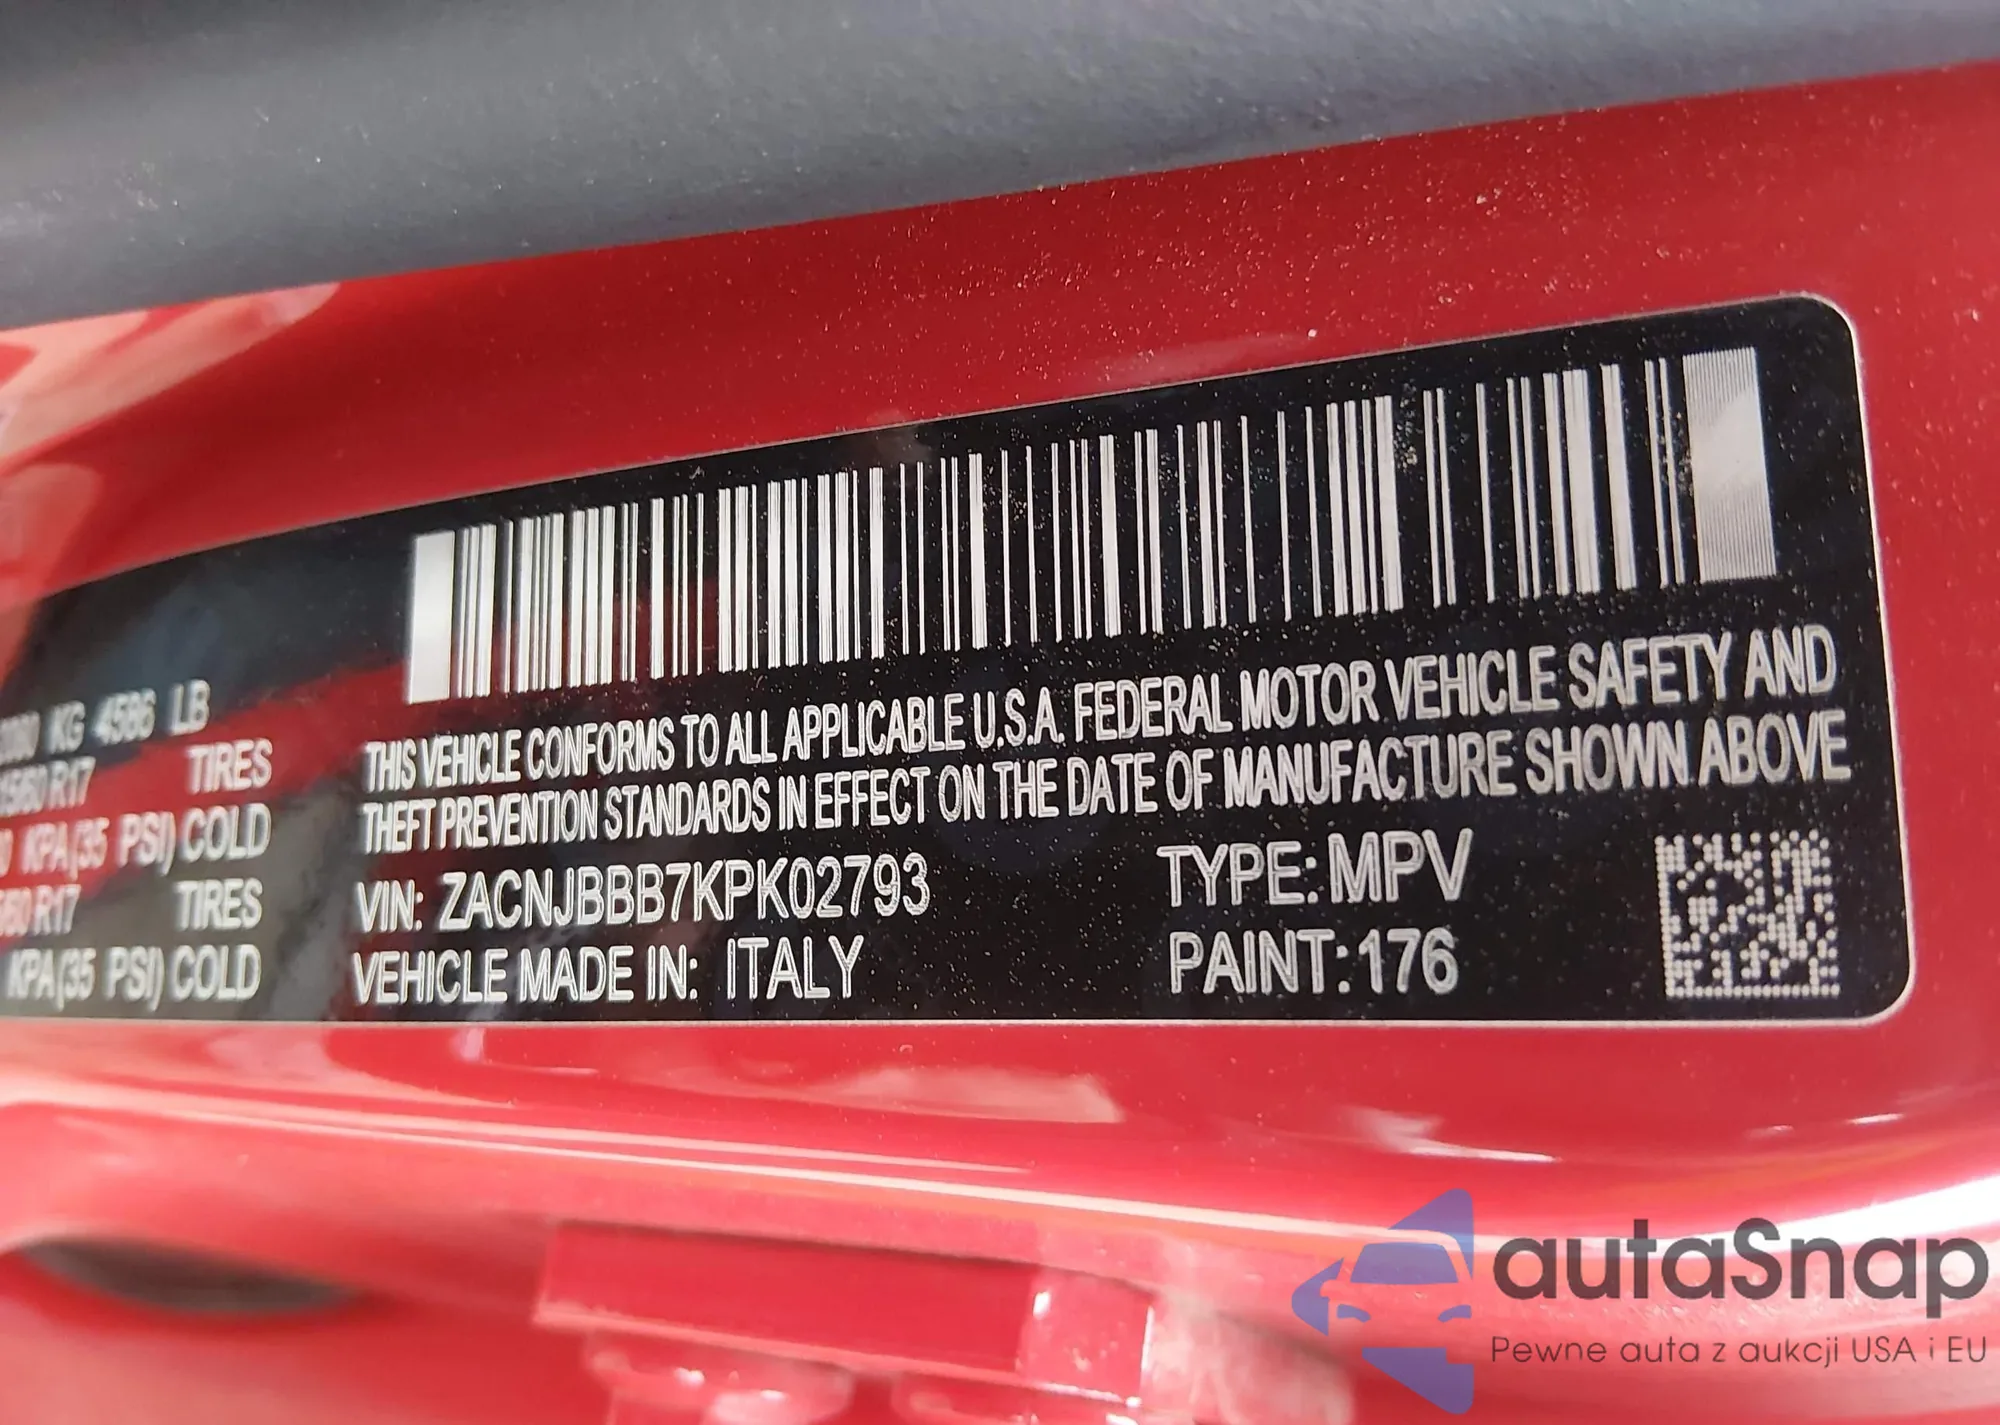 KG 4586 LB
R17 TIRES
KPA(35 PSI) COLD
R17 TIRES
KPA(35 PSI) COLD
THIS VEHICLE CONFORMS TO ALL APPLICABLE U.S.A. FEDERAL MOTOR VEHICLE SAFETY AND
THEFT PREVENTION STANDARDS IN EFFECT ON THE DATE OF MANUFACTURE SHOWN ABOVE
VIN: ZACNJBBB7KPK02793 TYPE: MPV
VEHICLE MADE IN: ITALY PAINT: 176
autaSnap
Pewne auta z aukcji USA i EU